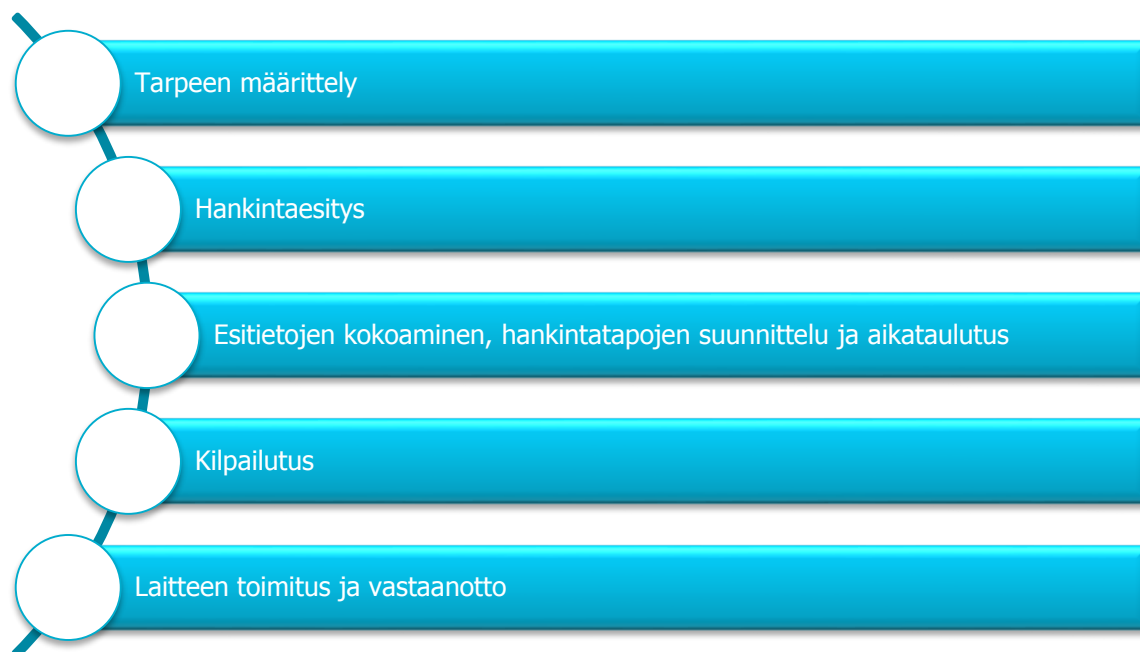 Tarpeen määrittely
Hankintaesitys
Esitietojen kokoaminen, hankintatapojen suunnittelu ja aikataulutus
Kilpailutus
Laitteen toimitus ja vastaanotto